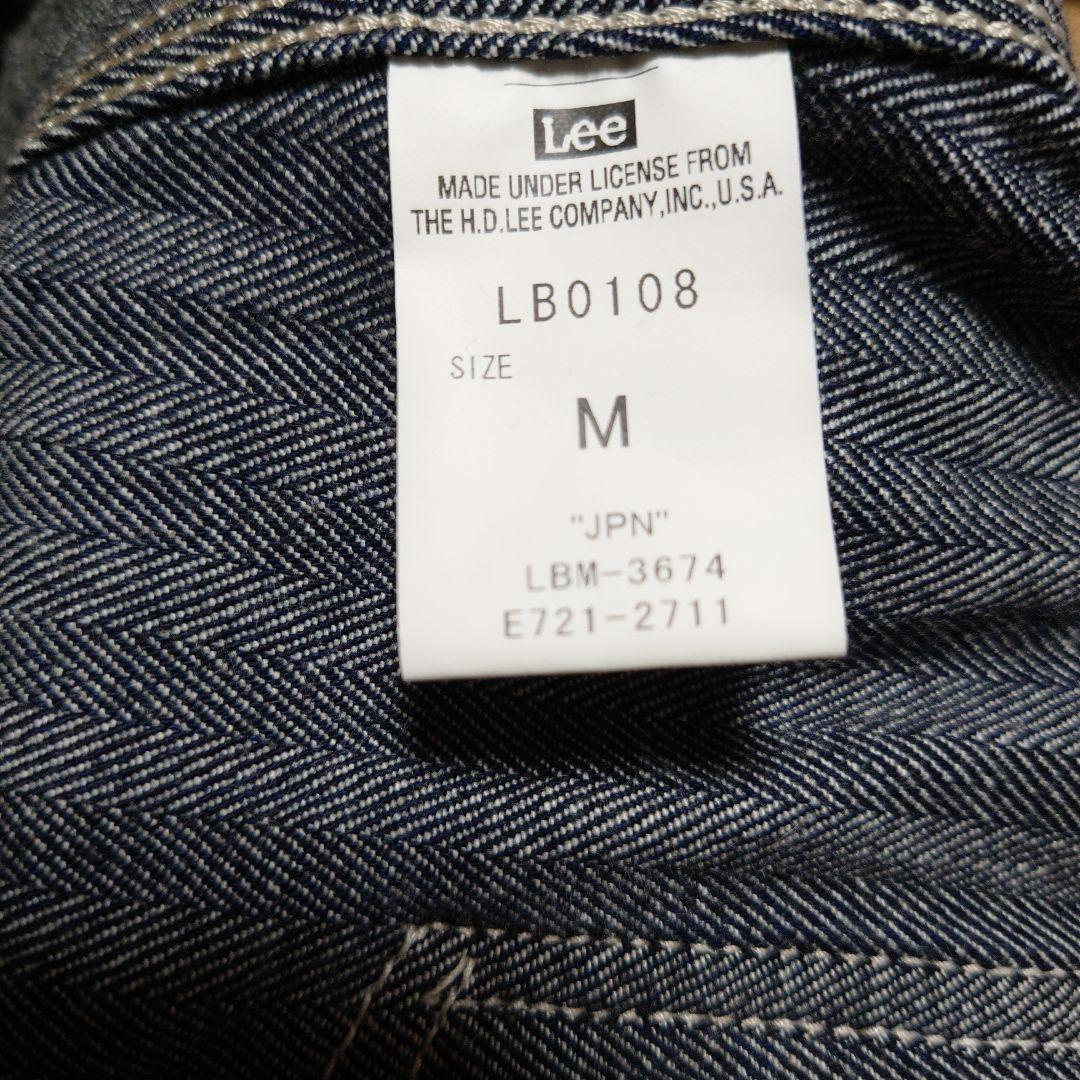 Lee
MADE UNDER LICENSE FROM
THE H.D.LEE COMPANY,INC.,U.S.A.
LB0108
SIZE
M
"JPN"
LBM-3674
E721-2711